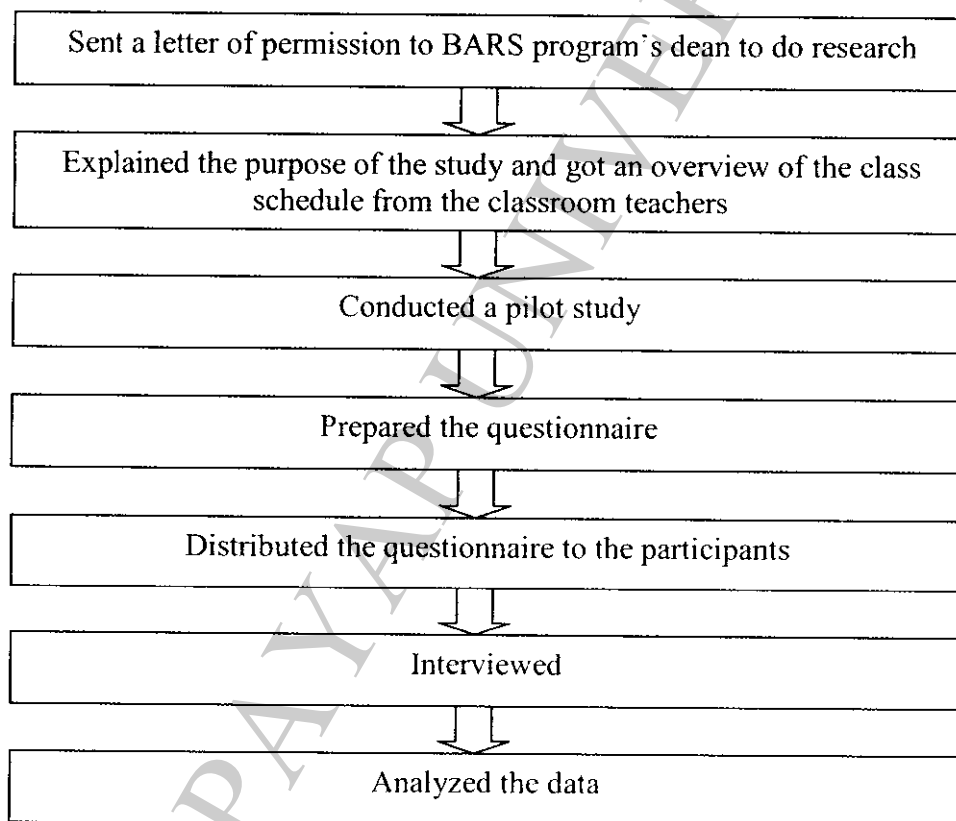 Sent a letter of permission to BARS program's dean to do research
Explained the purpose of the study and got an overview of the class
schedule from the classroom teachers
Conducted a pilot study
Prepared the questionnaire
Distributed the questionnaire to the participants
Interviewed
Analyzed the data
PAYAP UNIVER